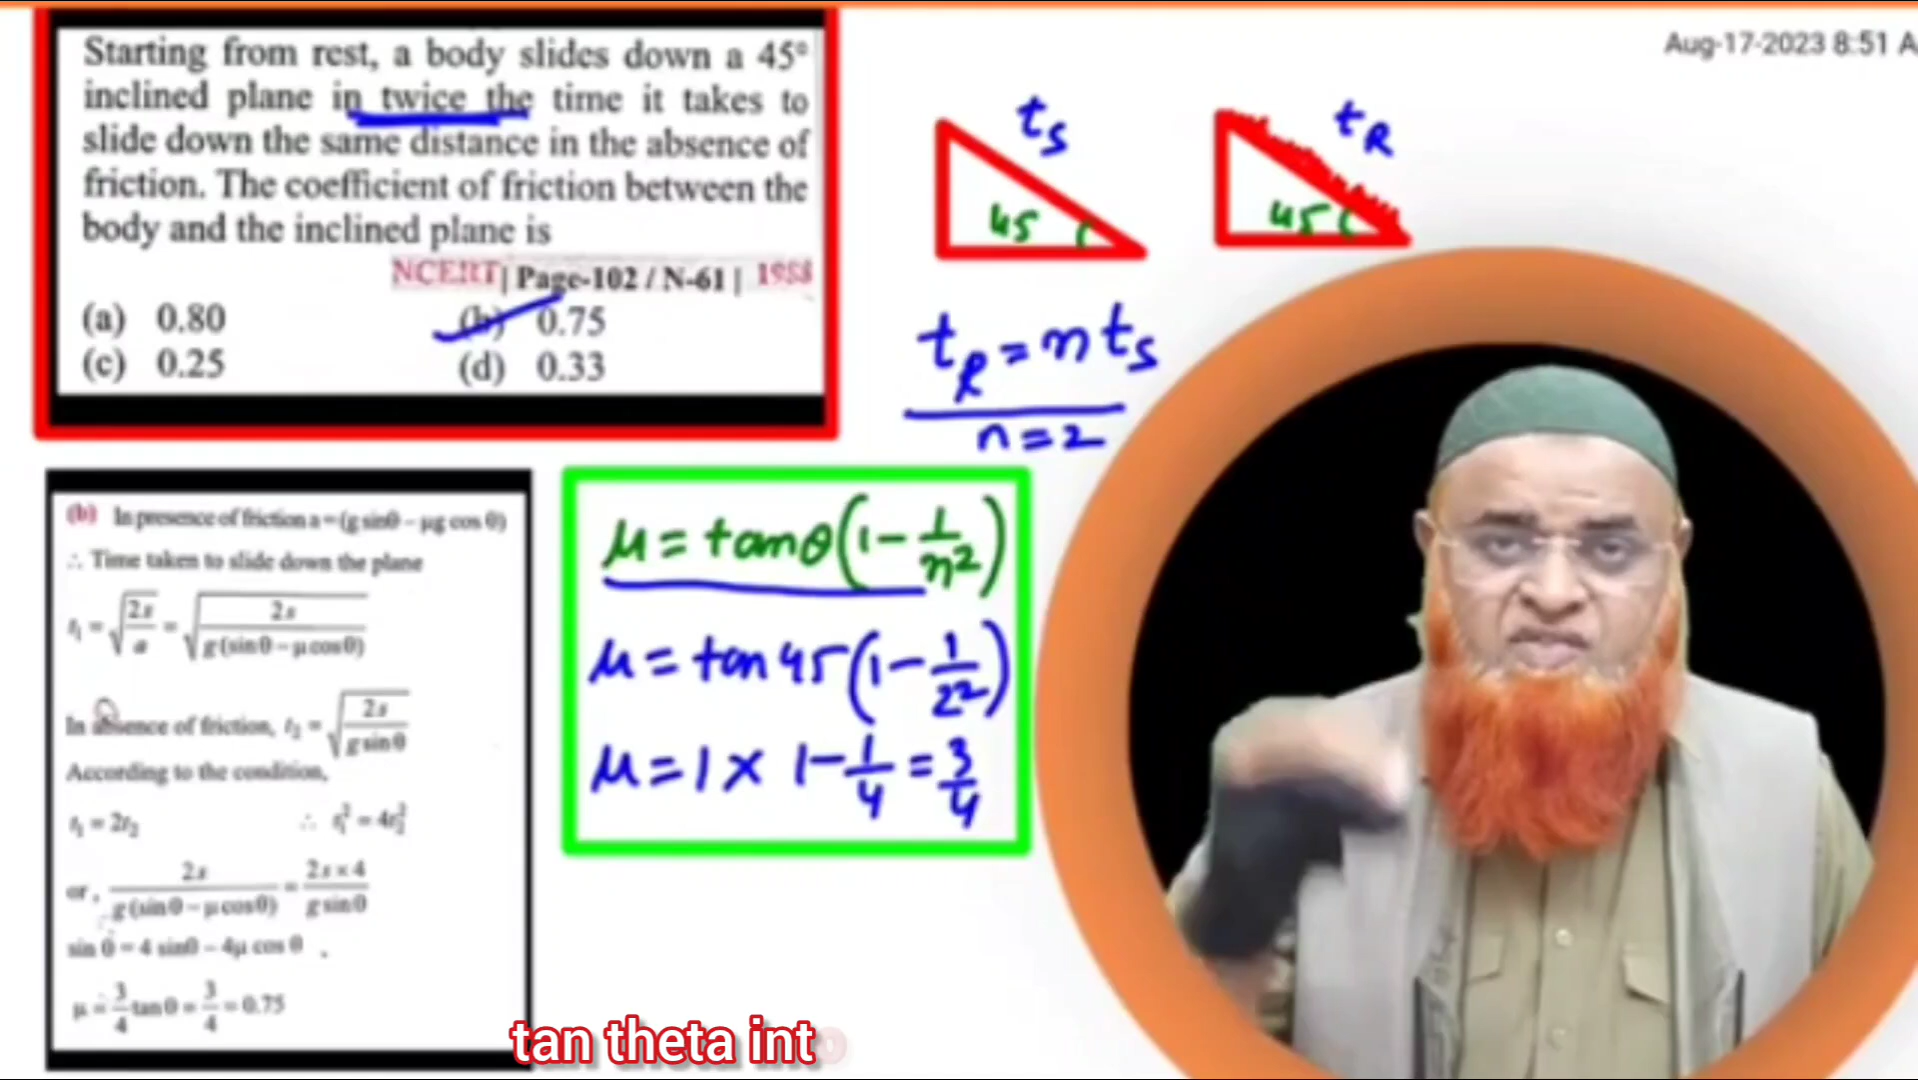 Aug-17-2023 8:51 A
Starting from rest, a body slides down a 45°
inclined plane in twice the time it takes to
slide down the same distance in the absence of
friction. The coefficient of friction between the
body and the inclined plane is
NCERT | Page-102 / N-61 | 1988
(a) 0.80 (b) 0.75
(c) 0.25 (d) 0.33
tS
45
tR
45
tR = n tS
n = 2
(b) In presence of friction a = (g sinθ – μg cos θ)
∴ Time taken to slide down the plane
t₁ = √(2s/a) = √(2s/g(sinθ – μ cosθ))
In absence of friction, t₂ = √(2s/g sinθ)
According to the condition,
t₁ = 2t₂ ∴ t₁² = 4t₂²
or, 2s/g(sinθ – μ cosθ) = 2s × 4/g sinθ
sin θ = 4 sinθ – 4μ cos θ
μ = 3/4 tan θ = 3/4 = 0.75
μ = tanθ(1 – 1/n²)
μ = tan 45(1 – 1/2²)
μ = 1 × 1 – 1/4 = 3/4
tan theta int